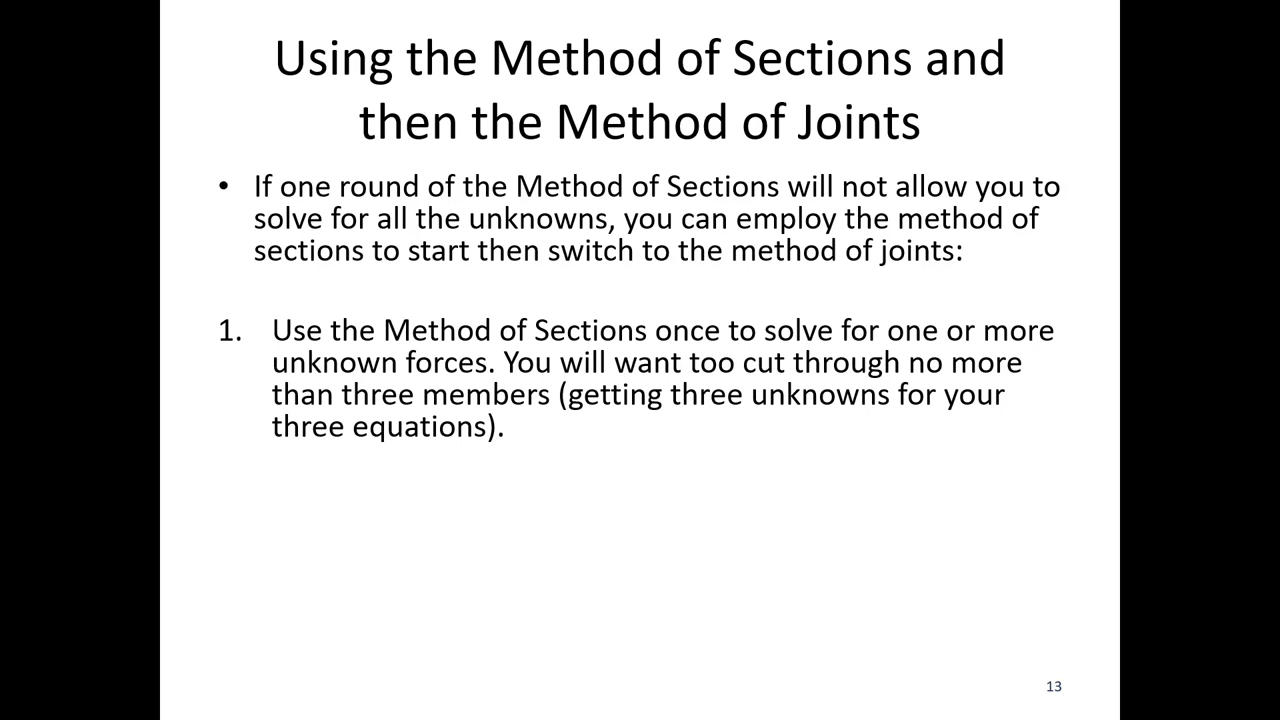 Using the Method of Sections and
then the Method of Joints
• If one round of the Method of Sections will not allow you to
solve for all the unknowns, you can employ the method of
sections to start then switch to the method of joints:
1. Use the Method of Sections once to solve for one or more
unknown forces. You will want too cut through no more
than three members (getting three unknowns for your
three equations).
13